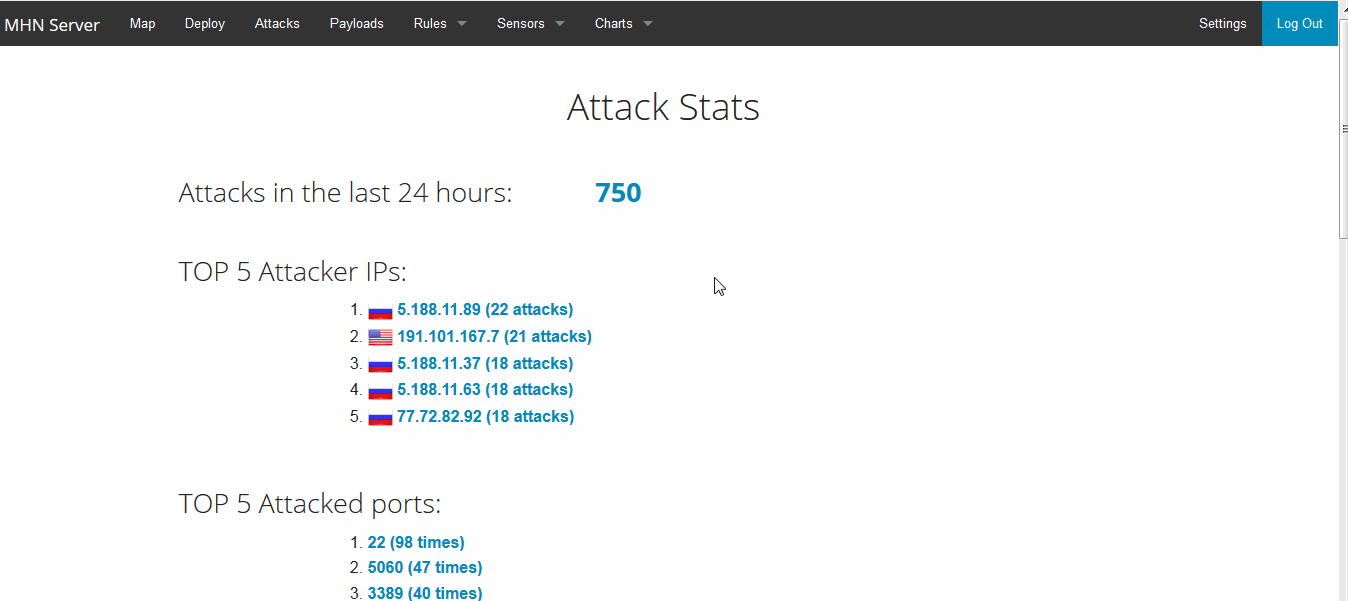 MHN Server Map Deploy Attacks Payloads Rules Sensors Charts Settings Log Out
Attack Stats
Attacks in the last 24 hours: 750
TOP 5 Attacker IPs:
1. 5.188.11.89 (22 attacks)
2. 191.101.167.7 (21 attacks)
3. 5.188.11.37 (18 attacks)
4. 5.188.11.63 (18 attacks)
5. 77.72.82.92 (18 attacks)
TOP 5 Attacked ports:
1. 22 (98 times)
2. 5060 (47 times)
3. 3389 (40 times)